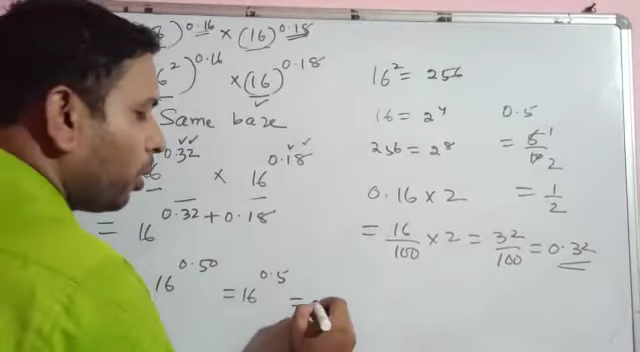 )^0.16 × (16)^0.18
6²)^0.16 × (16)^0.18
Same base
6^0.32 × 16^0.18
= 16^0.32+0.18
16^0.50 = 16^0.5 =
16² = 256
16 = 2⁴
256 = 2⁸
0.16 × 2
= 16/100 × 2 = 32/100 = 0.32
0.5
= 5/10 1 2
= 1/2